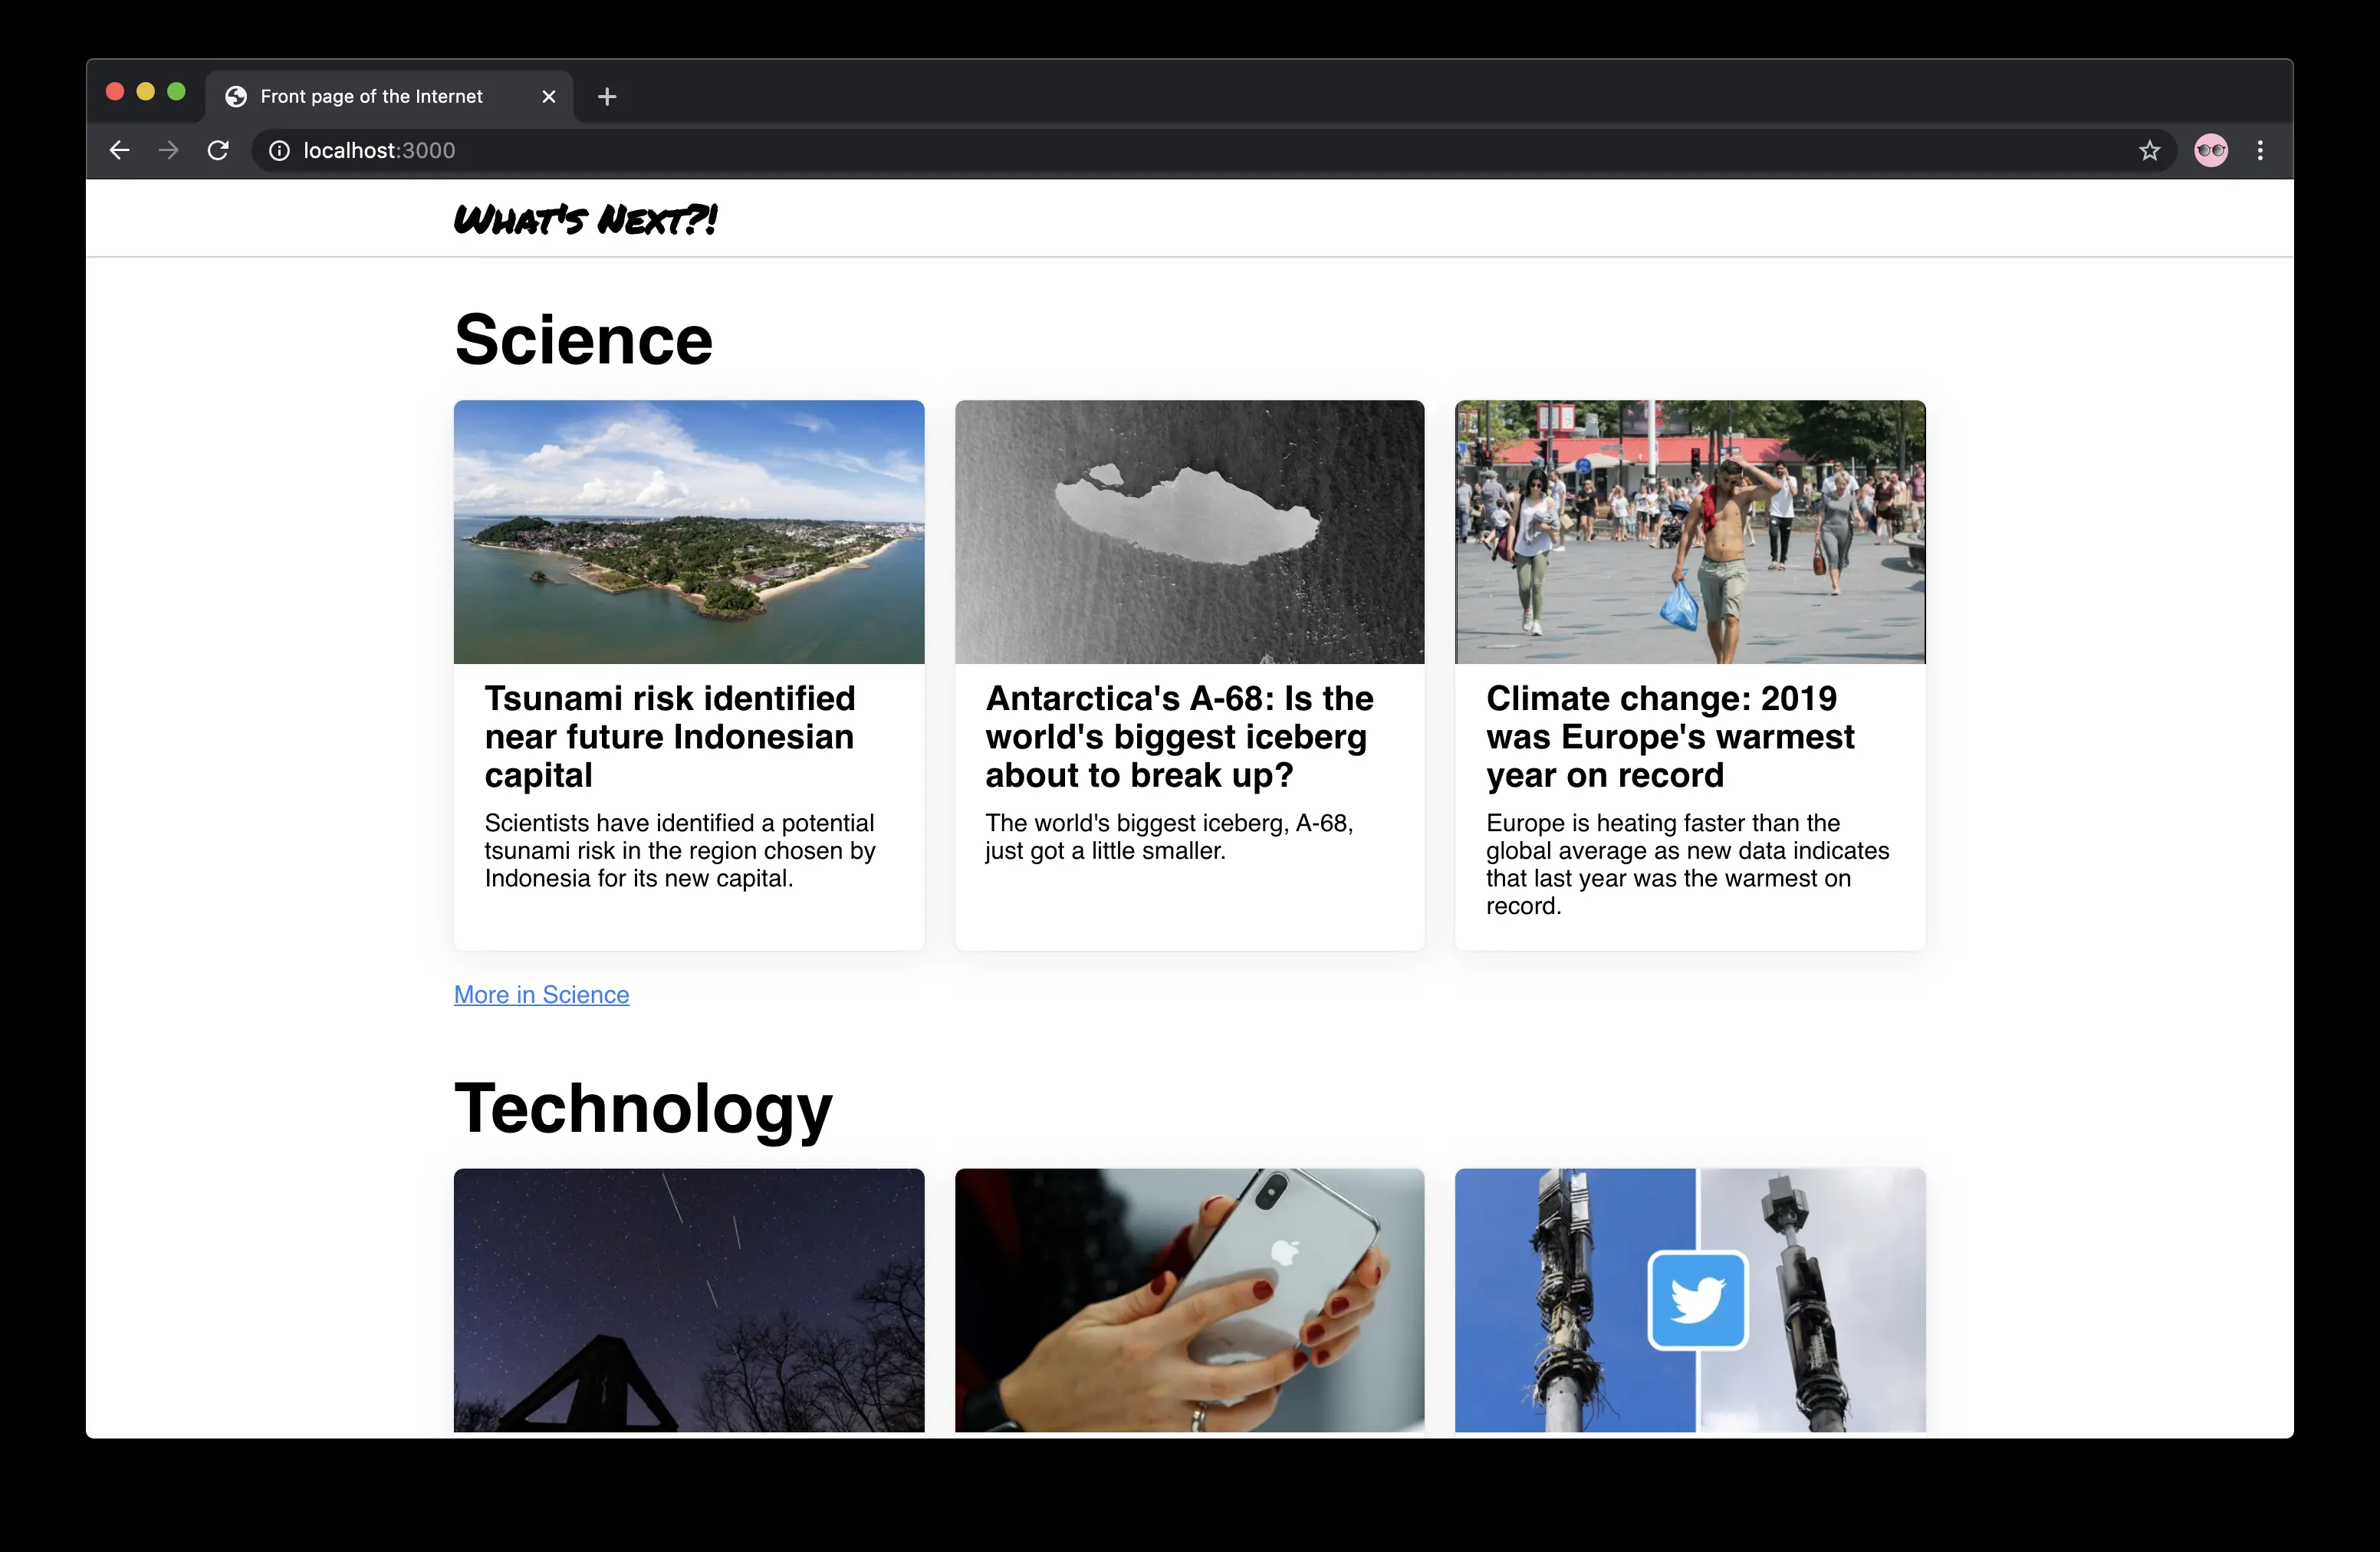 Front page of the Internet
localhost:3000
What's Next?!
Science
Tsunami risk identified
near future Indonesian
capital
Scientists have identified a potential
tsunami risk in the region chosen by
Indonesia for its new capital.
Antarctica's A-68: Is the
world's biggest iceberg
about to break up?
The world's biggest iceberg, A-68,
just got a little smaller.
Climate change: 2019
was Europe's warmest
year on record
Europe is heating faster than the
global average as new data indicates
that last year was the warmest on
record.
More in Science
Technology